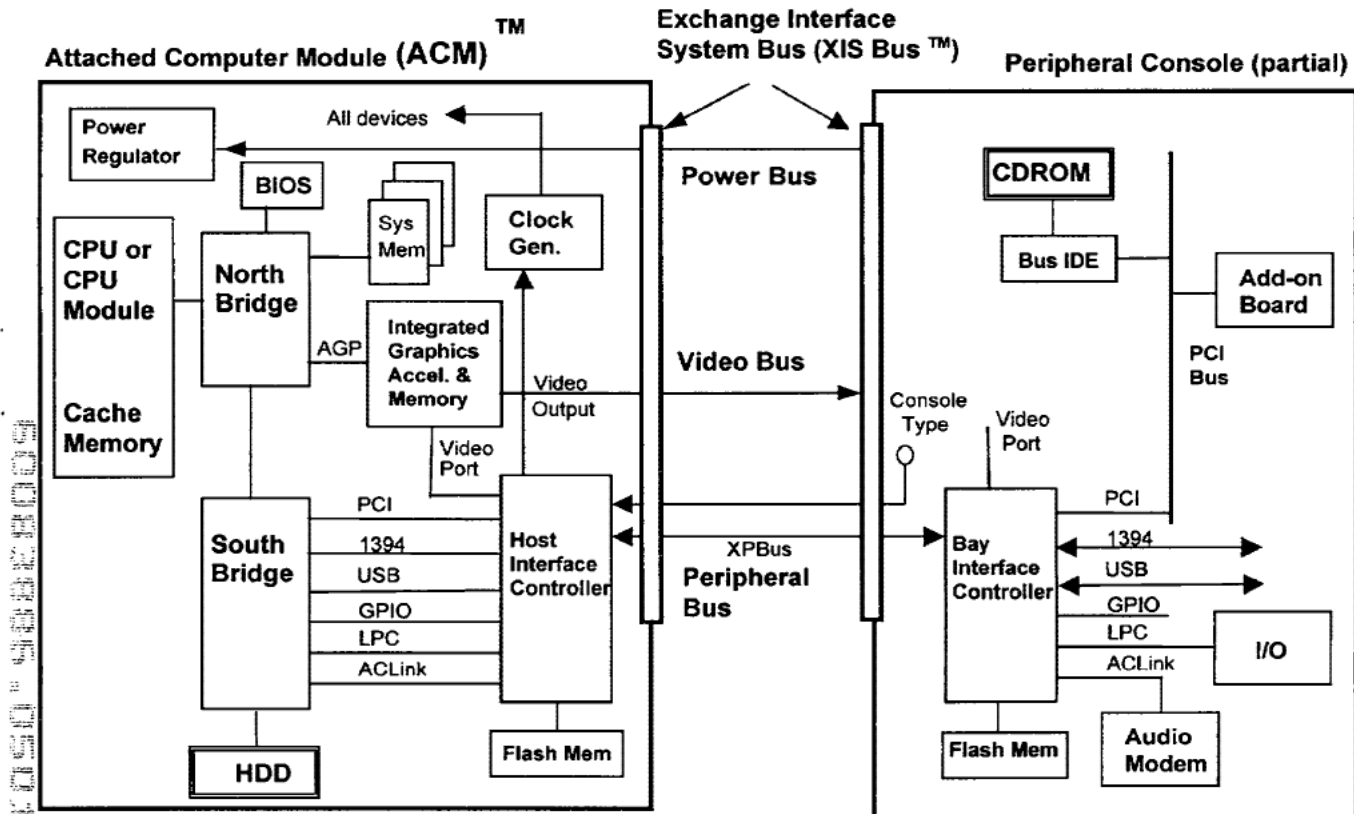 Attached Computer Module (ACM)
TM
Exchange Interface
System Bus (XIS Bus ™)
Peripheral Console (partial)
Power
Regulator
All devices
BIOS
Sys
Mem
Clock
Gen.
CPU or
CPU
Module
Cache
Memory
North
Bridge
AGP
Integrated
Graphics
Accel. &
Memory
Video
Output
Video
Port
South
Bridge
PCI
1394
USB
GPIO
LPC
ACLink
Host
Interface
Controller
HDD
Flash Mem
Power Bus
Video Bus
XPBus
Peripheral
Bus
Console
Type
CDROM
Bus IDE
Add-on
Board
PCI
Bus
Video
Port
Bay
Interface
Controller
PCI
1394
USB
GPIO
LPC
ACLink
I/O
Flash Mem
Audio
Modem